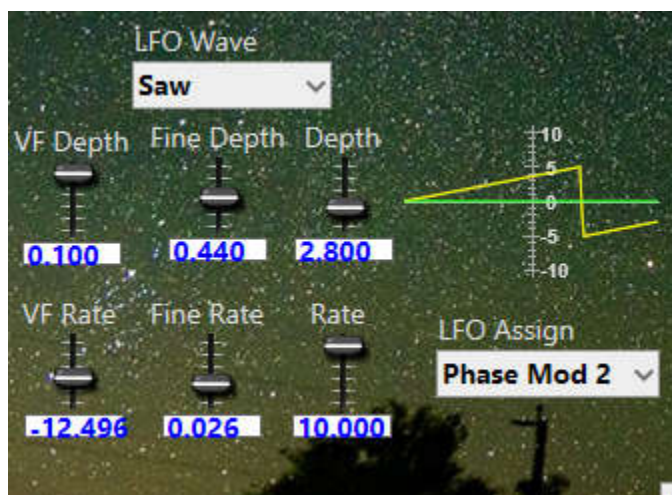 LFO Wave
Saw
VF Depth Fine Depth Depth
0.100 0.440 2.800
10
5
0
-5
-10
VF Rate Fine Rate Rate
-12.496 0.026 10.000
LFO Assign
Phase Mod 2